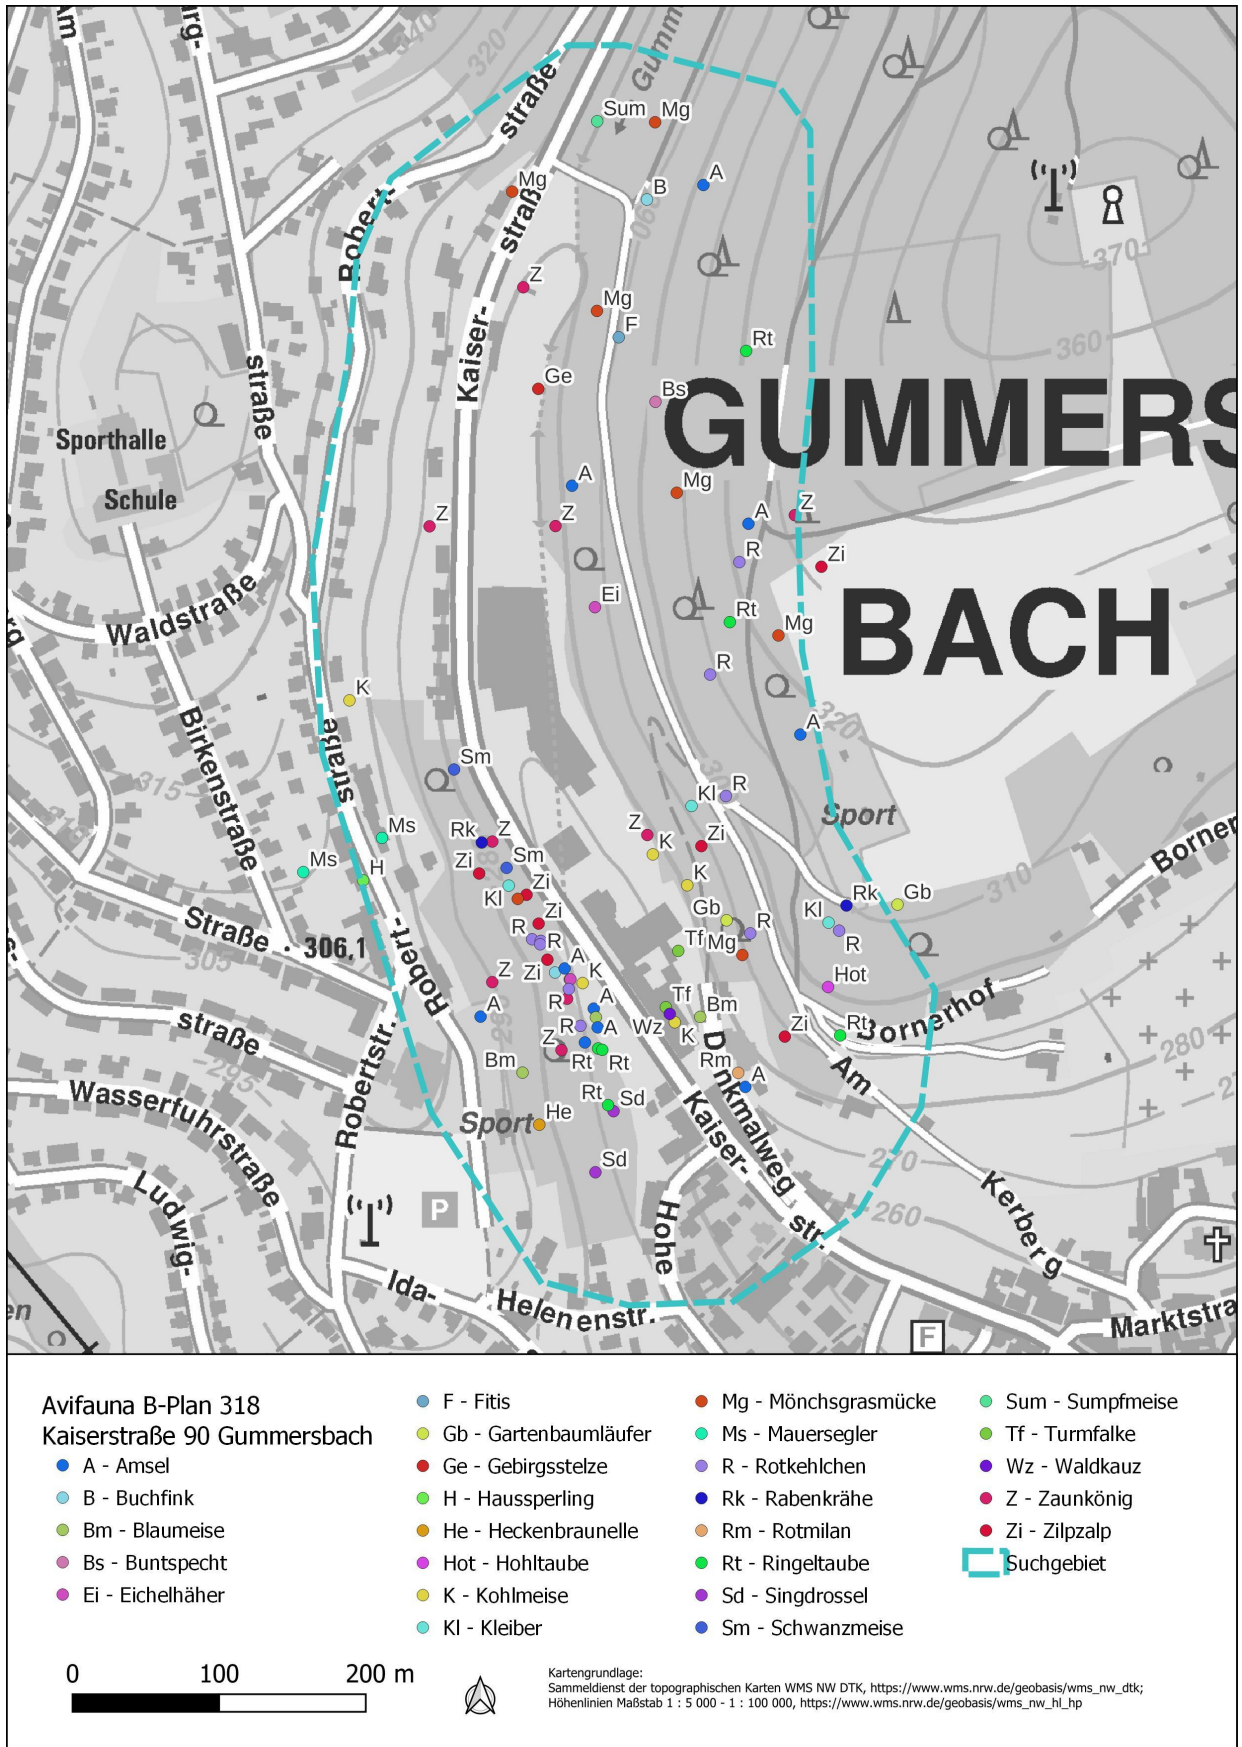 Am
rg-
340
320
straße
Gumm
Sum Mg
Mg
A
B
Robert-
straße
060
370
Z
Mg
F
Rt
360
Kaiser-
straße
Ge
Bs
GUMMERS
Sporthalle
Schule
A
Mg
Z
Z
A
Z
R
Zi
Waldstraße
rg
Ei
Rt
Mg
BACH
R
K
A
320
Birkenstraße
straße
315
Sm
Kl
R
Sport
Ms
Rk
Z
Z
K
Zi
Borner
Ms
H
Zi
Sm
K
310
Kl
Zi
Gb
Rk
Gb
Straße
306,1
Zi
R
R
Tf
Mg
R
Kl
R
305
s-
Robert-
Zi
A
K
Hot
straße
Z
A
R
A
Tf
Bm
Bornerhof
Robertstr.
295
R
A
Wz
K
Zi
Rt
280
Z
Rt
Rt
Bm
Rm
A
Am
Wasserfuhrstraße
Rt
Sd
Denkmalweg
Sport
He
Kaiser-
270
Sd
Ludwig-
P
Hohe
str.
260
Kerberg
Ida-
Helenenstr.
en
F
Marktstra
Avifauna B-Plan 318
Kaiserstraße 90 Gummersbach
A - Amsel
B - Buchfink
Bm - Blaumeise
Bs - Buntspecht
Ei - Eichelhäher
F - Fitis
Gb - Gartenbaumläufer
Ge - Gebirgsstelze
H - Haussperling
He - Heckenbraunelle
Hot - Hohltaube
K - Kohlmeise
Kl - Kleiber
Mg - Mönchsgrasmücke
Ms - Mauersegler
R - Rotkehlchen
Rk - Rabenkrähe
Rm - Rotmilan
Rt - Ringeltaube
Sd - Singdrossel
Sm - Schwanzmeise
Sum - Sumpfmeise
Tf - Turmfalke
Wz - Waldkauz
Z - Zaunkönig
Zi - Zilpzalp
Suchgebiet
0 100 200 m
Kartengrundlage:
Sammeldienst der topographischen Karten WMS NW DTK, https://www.wms.nrw.de/geobasis/wms_nw_dtk;
Höhenlinien Maßstab 1 : 5 000 - 1 : 100 000, https://www.wms.nrw.de/geobasis/wms_nw_hl_hp